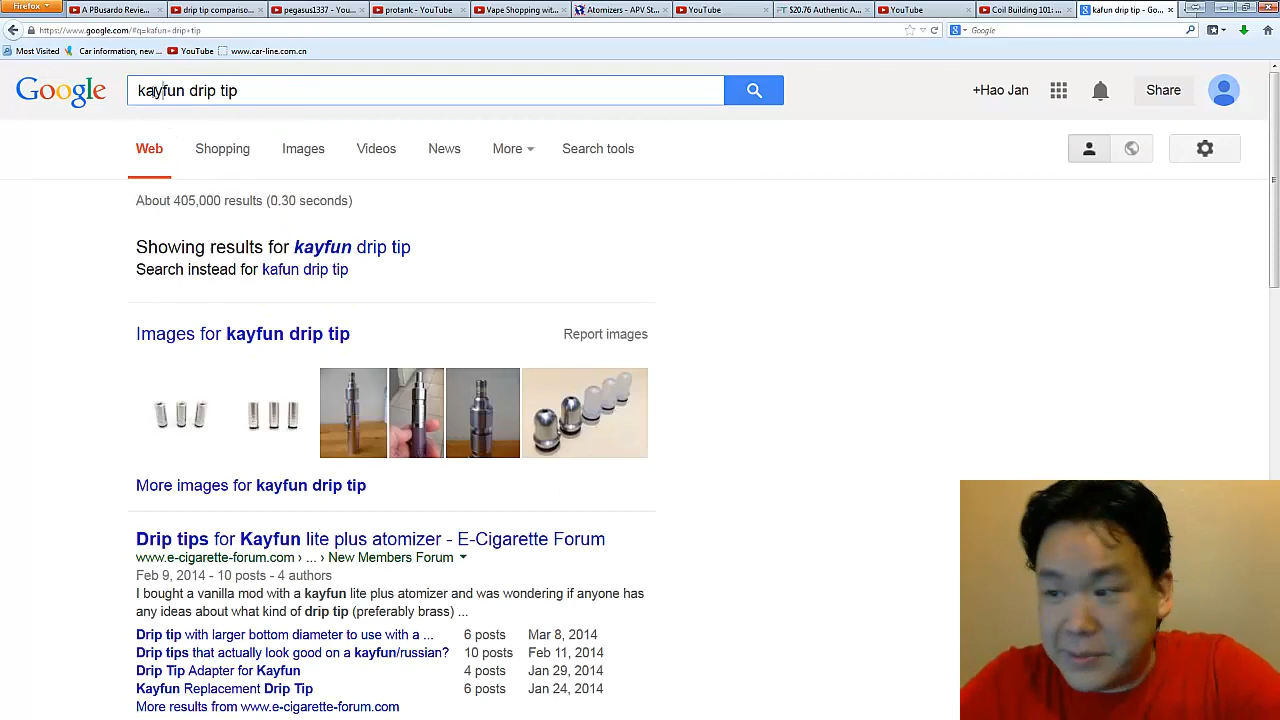 Firefox
A PBusardo Revie...
drip tip compariso...
pegasus1337 - You...
protank - YouTube
Vape Shopping wit...
Atomizers - APV St...
YouTube
$20.76 Authentic A...
YouTube
Coil Building 101: ...
kafun drip tip - Go...
https://www.google.com/#q=kafun+drip+tip
Google
Most Visited
Car information, new ...
YouTube
www.car-line.com.cn
Google
kayfun drip tip
+Hao Jan
Share
Web
Shopping
Images
Videos
News
More
Search tools
About 405,000 results (0.30 seconds)
Showing results for kayfun drip tip
Search instead for kafun drip tip
Images for kayfun drip tip
Report images
More images for kayfun drip tip
Drip tips for Kayfun lite plus atomizer - E-Cigarette Forum
www.e-cigarette-forum.com › ... › New Members Forum
Feb 9, 2014 - 10 posts - 4 authors
I bought a vanilla mod with a kayfun lite plus atomizer and was wondering if anyone has
any ideas about what kind of drip tip (preferably brass) ...
Drip tip with larger bottom diameter to use with a ... 6 posts Mar 8, 2014
Drip tips that actually look good on a kayfun/russian? 10 posts Feb 11, 2014
Drip Tip Adapter for Kayfun 4 posts Jan 29, 2014
Kayfun Replacement Drip Tip 6 posts Jan 24, 2014
More results from www.e-cigarette-forum.com